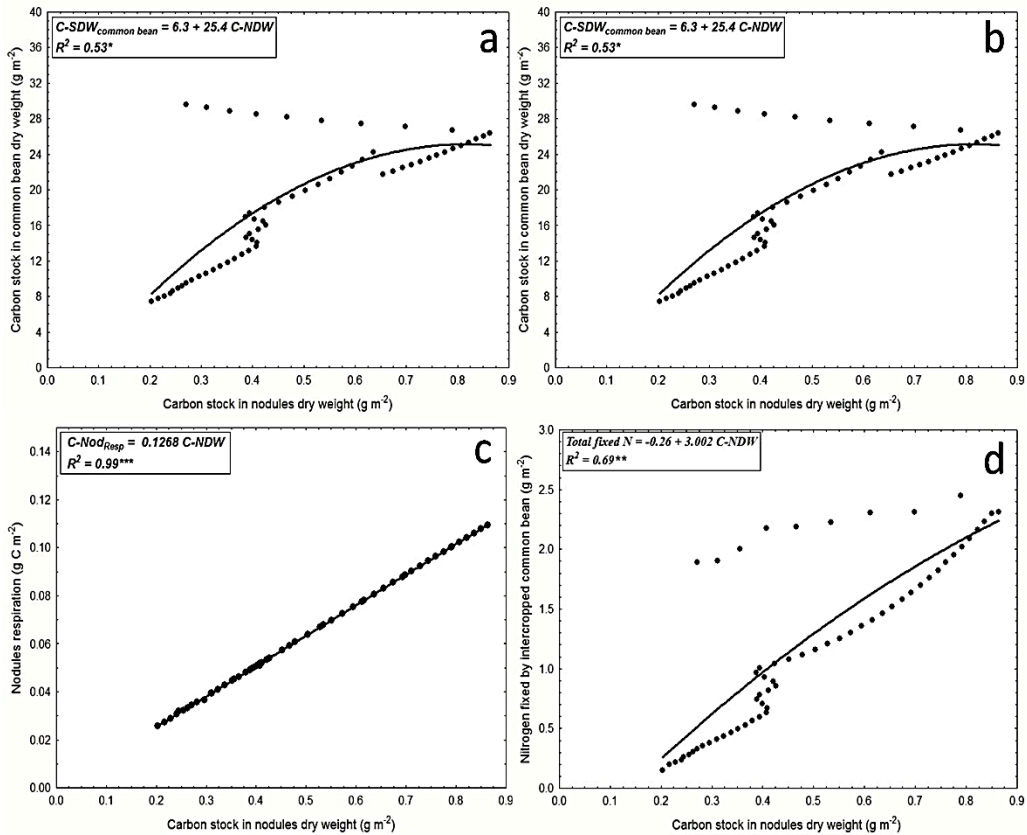 C-SDWcommon bean = 6.3 + 25.4 C-NDW
R² = 0.53*
a
Carbon stock in common bean dry weight (g m⁻²)
40
36
32
28
24
20
16
12
8
4
0
0.0 0.1 0.2 0.3 0.4 0.5 0.6 0.7 0.8 0.9
Carbon stock in nodules dry weight (g m⁻²)
C-SDWcommon bean = 6.3 + 25.4 C-NDW
R² = 0.53*
b
Carbon stock in common bean dry weight (g m⁻²)
40
36
32
28
24
20
16
12
8
4
0
0.0 0.1 0.2 0.3 0.4 0.5 0.6 0.7 0.8 0.9
Carbon stock in nodules dry weight (g m⁻²)
C-NodResp = 0.1268 C-NDW
R² = 0.99***
c
Nodules respiration (g C m⁻²)
0.14
0.12
0.10
0.08
0.06
0.04
0.02
0.00
0.0 0.1 0.2 0.3 0.4 0.5 0.6 0.7 0.8 0.9
Carbon stock in nodules dry weight (g m⁻²)
Total fixed N = -0.26 + 3.002 C-NDW
R² = 0.69**
d
Nitrogen fixed by intercropped common bean (g m⁻²)
3.0
2.5
2.0
1.5
1.0
0.5
0.0
0.0 0.1 0.2 0.3 0.4 0.5 0.6 0.7 0.8 0.9
Carbon stock in nodules dry weight (g m⁻²)